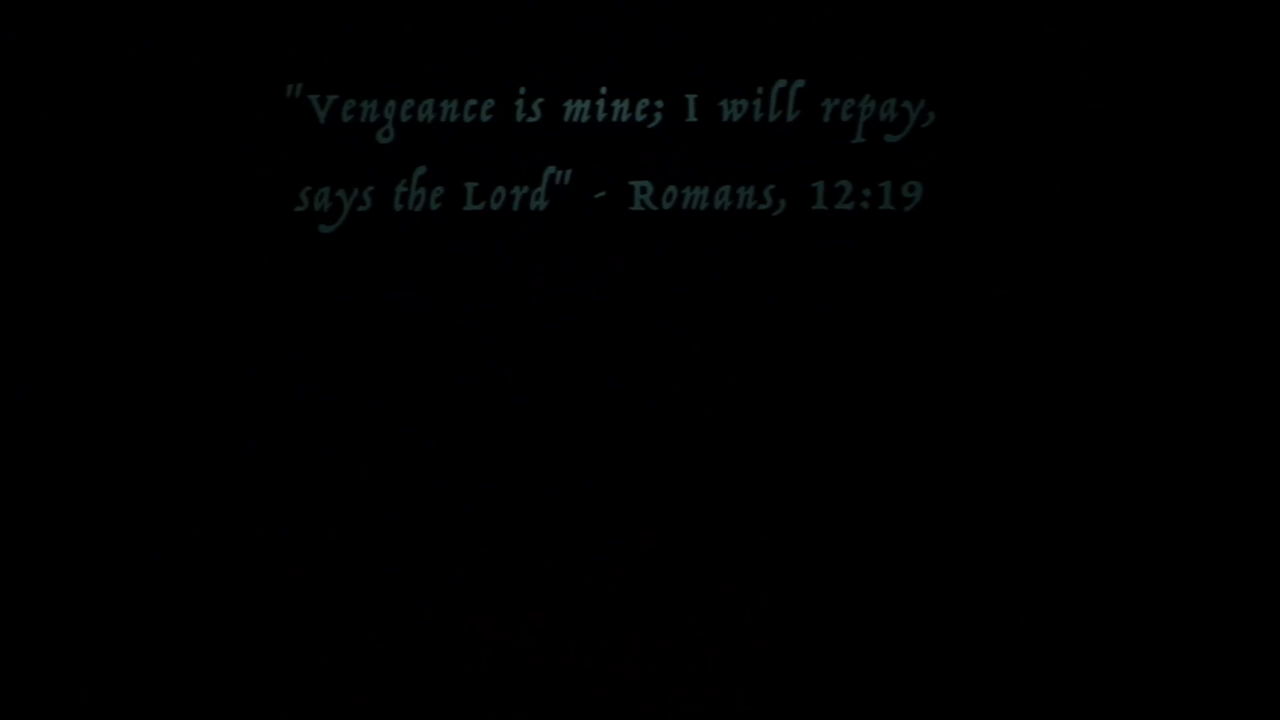 "Vengeance is mine; I will repay,
says the Lord" - Romans, 12:19